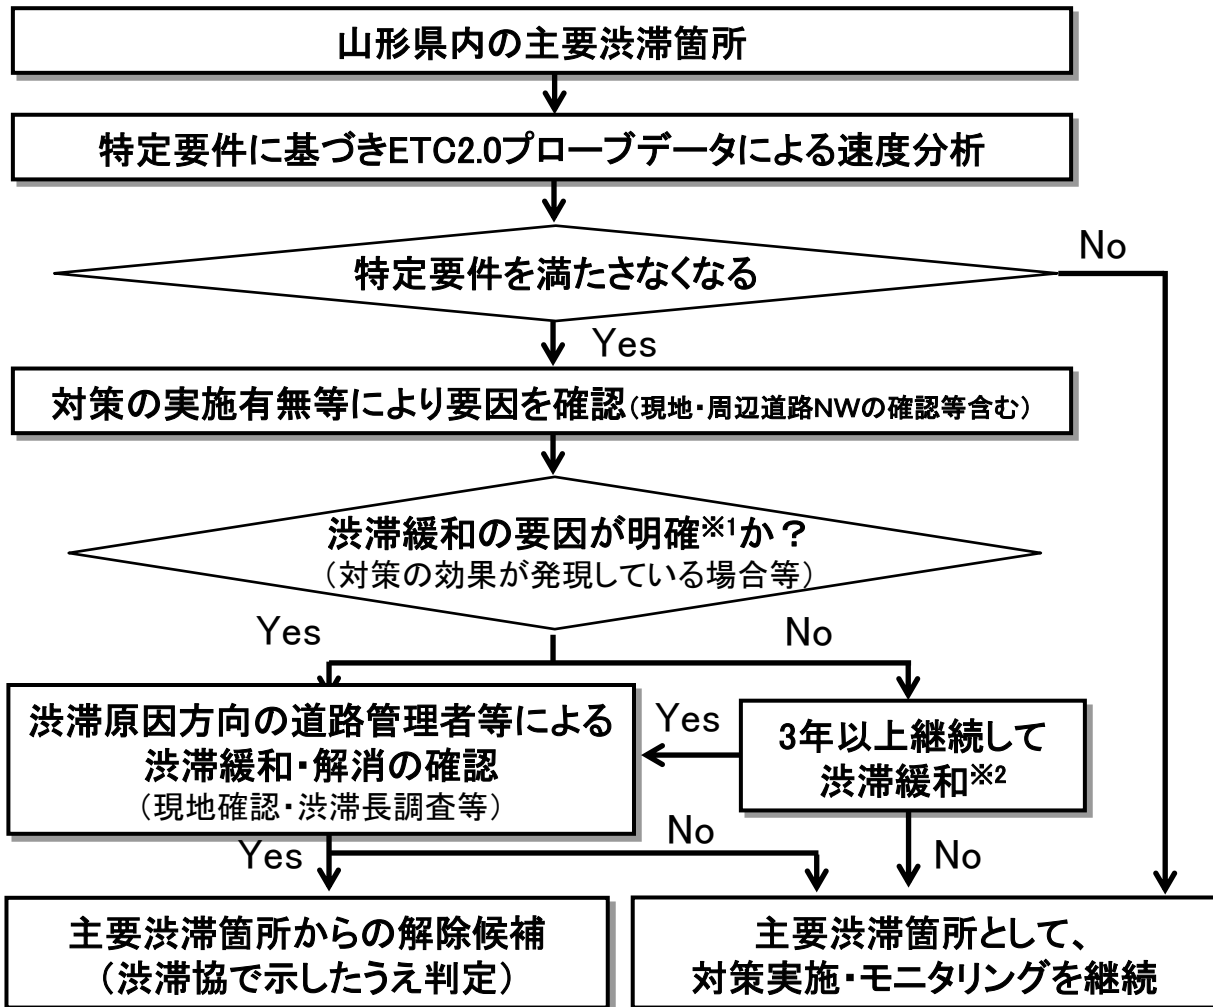 山形県内の主要渋滞箇所
特定要件に基づきETC2.0プローブデータによる速度分析
特定要件を満たさなくなる
No
Yes
対策の実施有無等により要因を確認(現地・周辺道路NWの確認等含む)
渋滞緩和の要因が明確※1か?
(対策の効果が発現している場合等)
Yes
No
渋滞原因方向の道路管理者等による
渋滞緩和・解消の確認
(現地確認・渋滞長調査等)
Yes
3年以上継続して
渋滞緩和※2
Yes
No
No
主要渋滞箇所からの解除候補
(渋滞協で示したうえ判定)
主要渋滞箇所として、
対策実施・モニタリングを継続